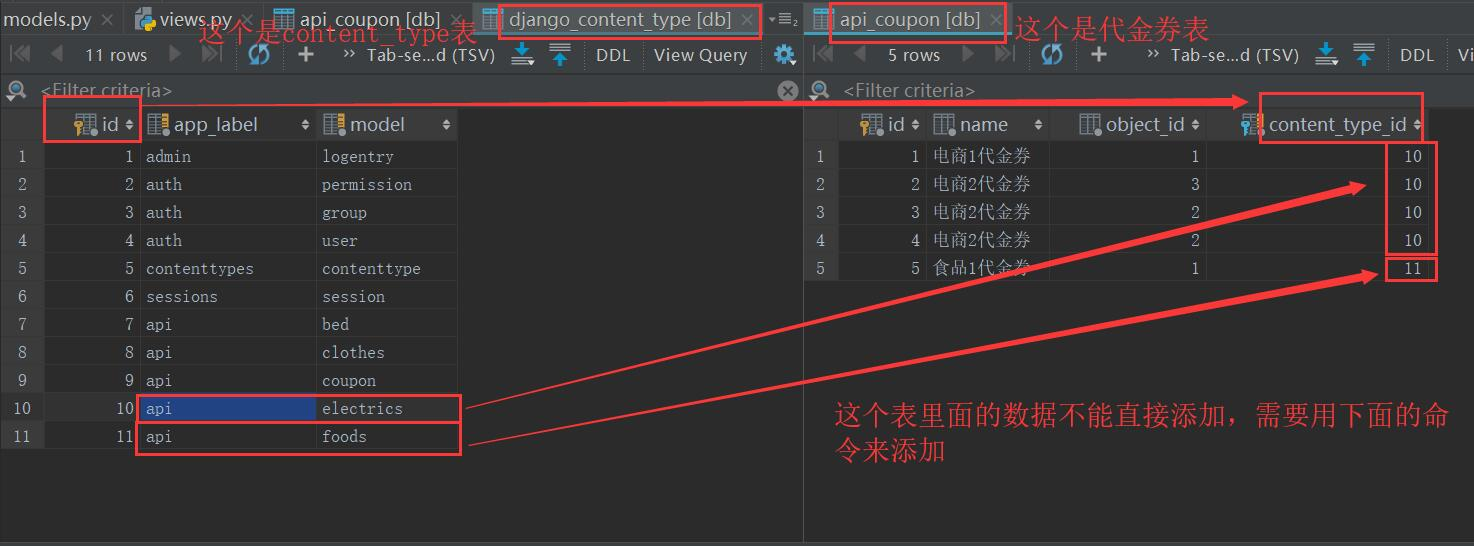 models.py
views.py
api_coupon [db]
django_content_type [db]
2
api_coupon [db]
这个是content_type表
这个是代金券表
11 rows
Tab-se...d (TSV)
DDL
View Query
5 rows
Tab-se...d (TSV)
DDL
Vi
<Filter criteria>
<Filter criteria>
id app_label model
1 1 admin logentry
2 2 auth permission
3 3 auth group
4 4 auth user
5 5 contenttypes contenttype
6 6 sessions session
7 7 api bed
8 8 api clothes
9 9 api coupon
10 10 api electrics
11 11 api foods
id name object_id content_type_id
1 1 电商1代金券 1 10
2 2 电商2代金券 3 10
3 3 电商2代金券 2 10
4 4 电商2代金券 2 10
5 5 食品1代金券 1 11
这个表里面的数据不能直接添加，需要用下面的命
令来添加